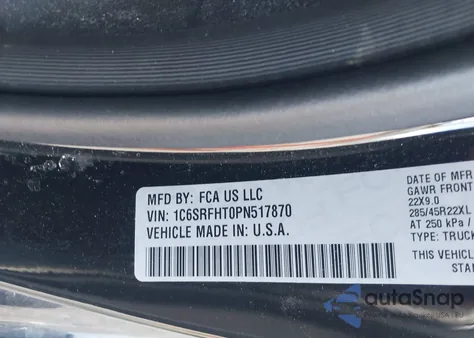 MFD BY: FCA US LLC
VIN: 1C6SRFHT0PN517870
VEHICLE MADE IN: U.S.A.
DATE OF MFR
GAWR FRONT
22X9.0
285/45R22XL
AT 250 kPa /
TYPE: TRUCK
THIS VEHICL
STAN
autoSnap